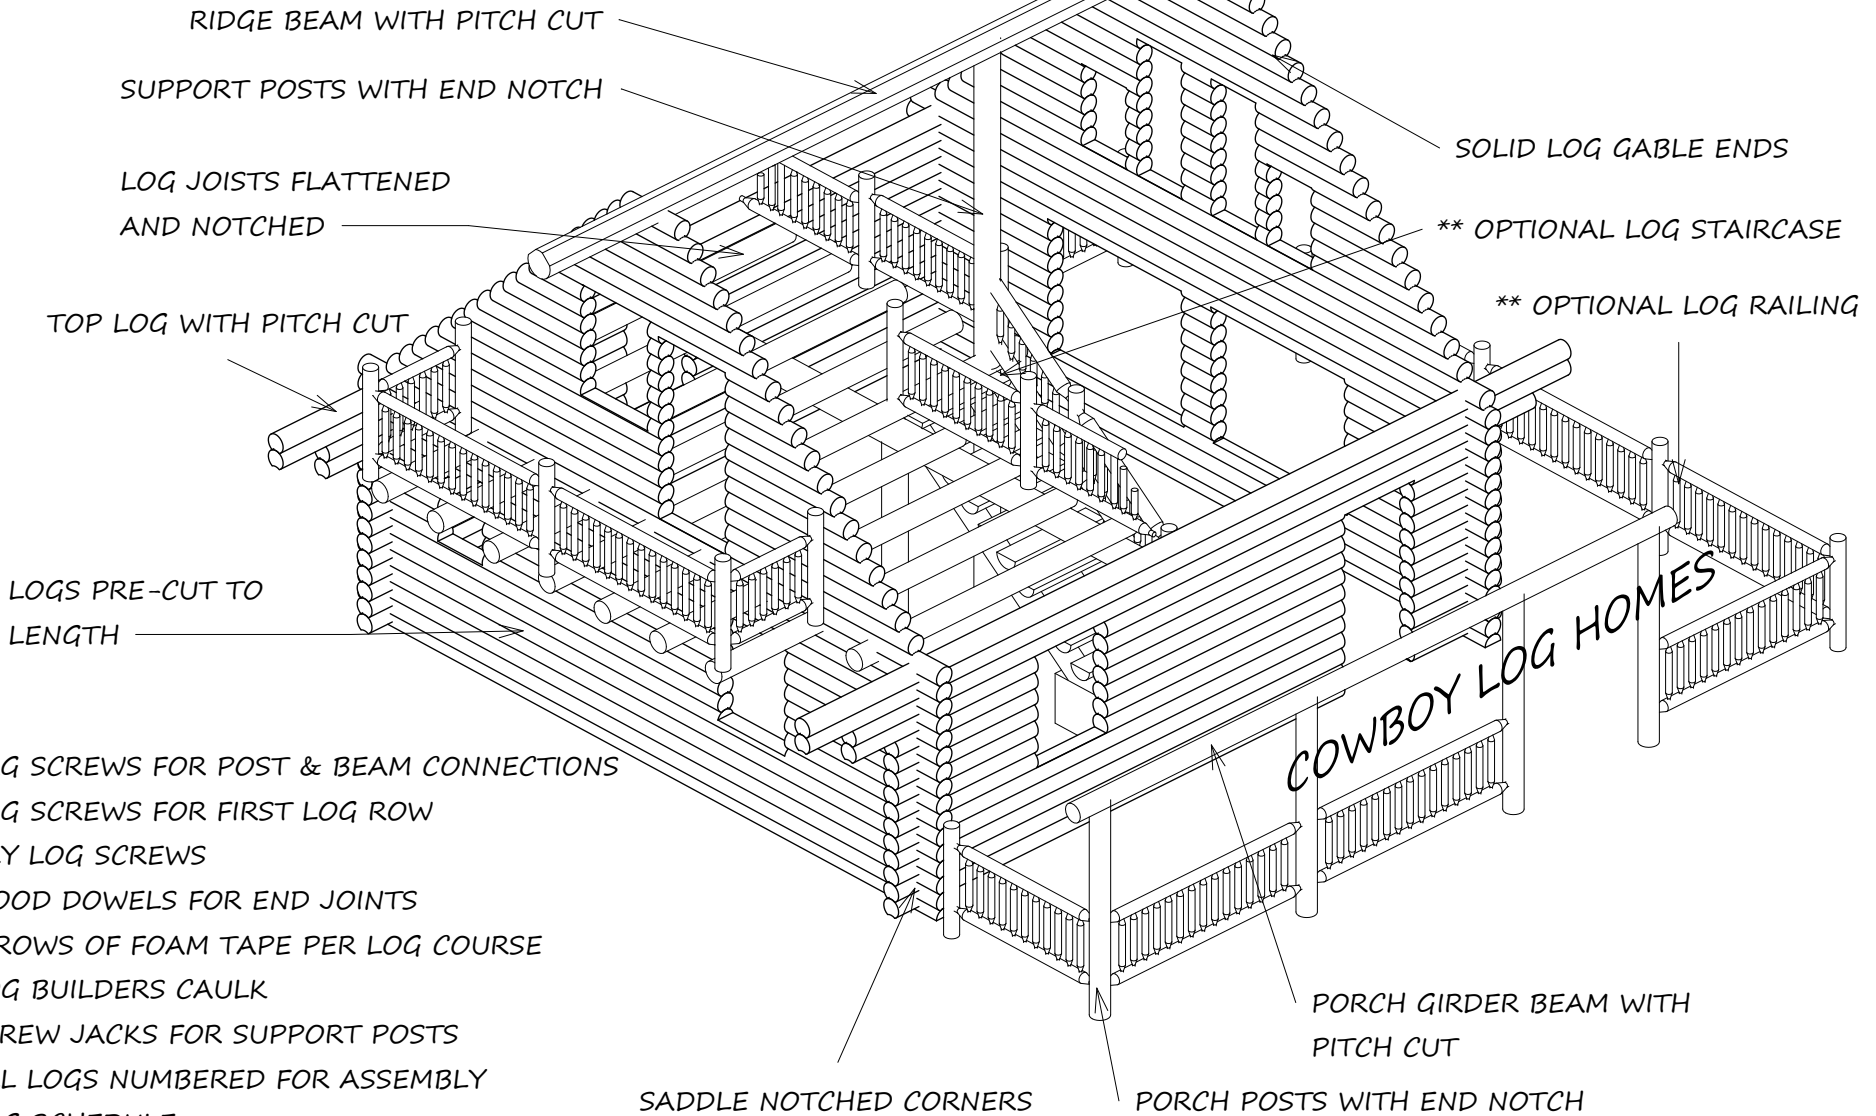 RIDGE BEAM WITH PITCH CUT
SUPPORT POSTS WITH END NOTCH
LOG JOISTS FLATTENED
AND NOTCHED
TOP LOG WITH PITCH CUT
SOLID LOG GABLE ENDS
** OPTIONAL LOG STAIRCASE
** OPTIONAL LOG RAILING
LOGS PRE-CUT TO
LENGTH
COWBOY LOG HOMES
G SCREWS FOR POST & BEAM CONNECTIONS
G SCREWS FOR FIRST LOG ROW
Y LOG SCREWS
OOD DOWELS FOR END JOINTS
ROWS OF FOAM TAPE PER LOG COURSE
G BUILDERS CAULK
REW JACKS FOR SUPPORT POSTS
L LOGS NUMBERED FOR ASSEMBLY
PORCH GIRDER BEAM WITH
PITCH CUT
SADDLE NOTCHED CORNERS
PORCH POSTS WITH END NOTCH